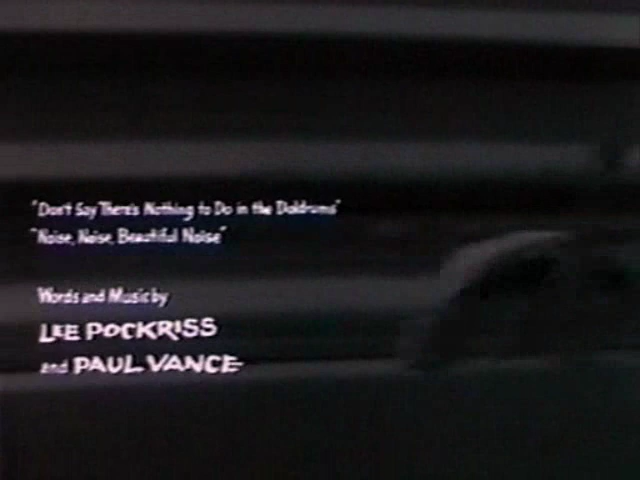 "Don't Say There's Nothing to Do in the Doldrums"
"Noise, Noise, Beautiful Noise"
Words and Music by
LEE POCKRISS
and PAUL VANCE